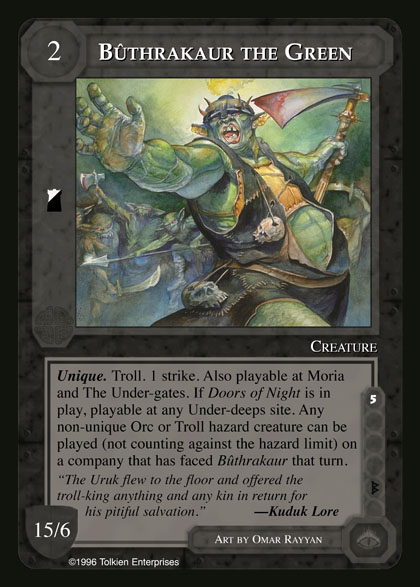 2
BÛTHRAKAUR THE GREEN
CREATURE
Unique. Troll. 1 strike. Also playable at Moria
and The Under-gates. If Doors of Night is in
play, playable at any Under-deeps site. Any
non-unique Orc or Troll hazard creature can be
played (not counting against the hazard limit) on
a company that has faced Bûthrakaur that turn.
“The Uruk flew to the floor and offered the
troll-king anything and any kin in return for
his pitiful salvation.” —Kuduk Lore
5
15/6
ART BY OMAR RAYYAN
©1996 Tolkien Enterprises